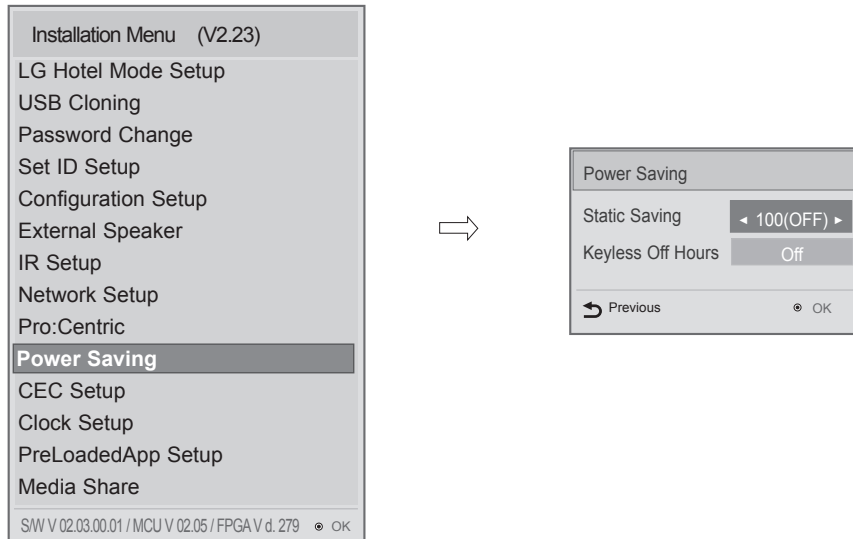 Installation Menu (V2.23)
LG Hotel Mode Setup
USB Cloning
Password Change
Set ID Setup
Configuration Setup
External Speaker
IR Setup
Network Setup
Pro:Centric
Power Saving
CEC Setup
Clock Setup
PreLoadedApp Setup
Media Share
S/W V 02.03.00.01 / MCU V 02.05 / FPGA V d. 279 ◉ OK
Power Saving
Static Saving ◄ 100(OFF) ►
Keyless Off Hours Off
Previous ◉ OK